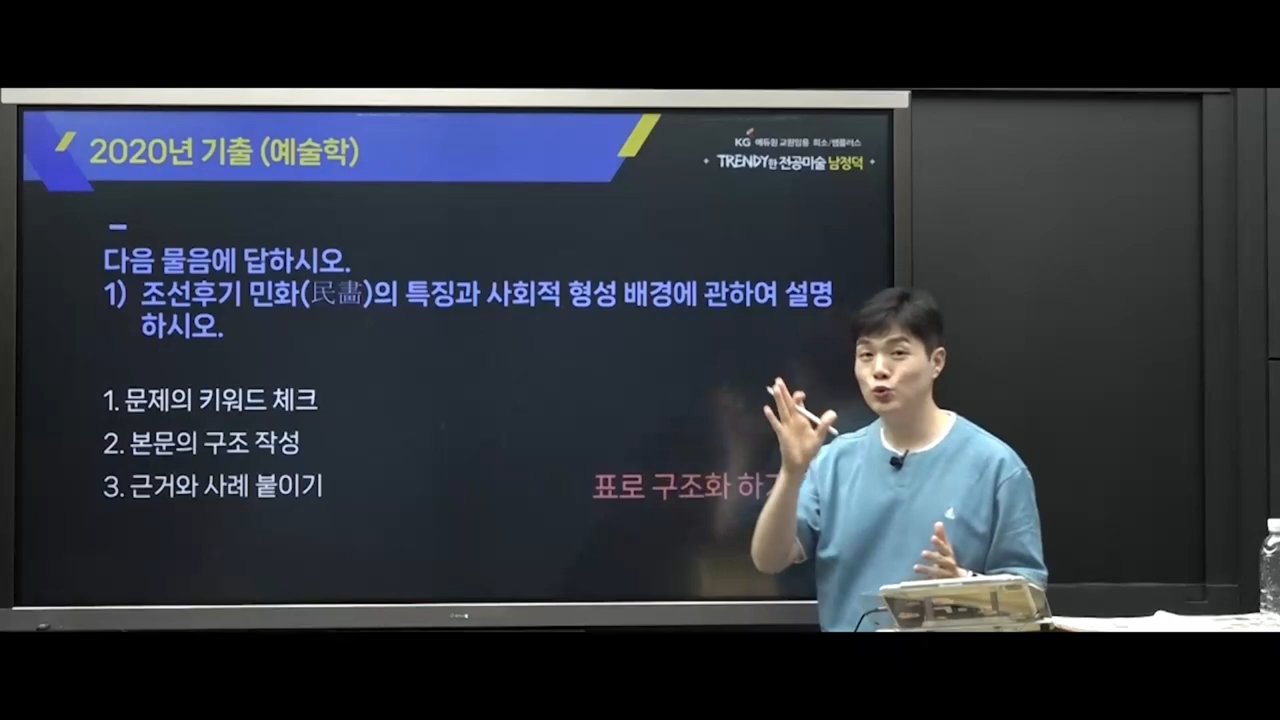 2020년 기출 (예술학)
KG 에듀원 교원임용 희소/쌤플러스
TRENDY한 전공미술 남정덕
다음 물음에 답하시오.
1) 조선후기 민화(民畵)의 특징과 사회적 형성 배경에 관하여 설명
하시오.
1. 문제의 키워드 체크
2. 본문의 구조 작성
3. 근거와 사례 붙이기
표로 구조화 하